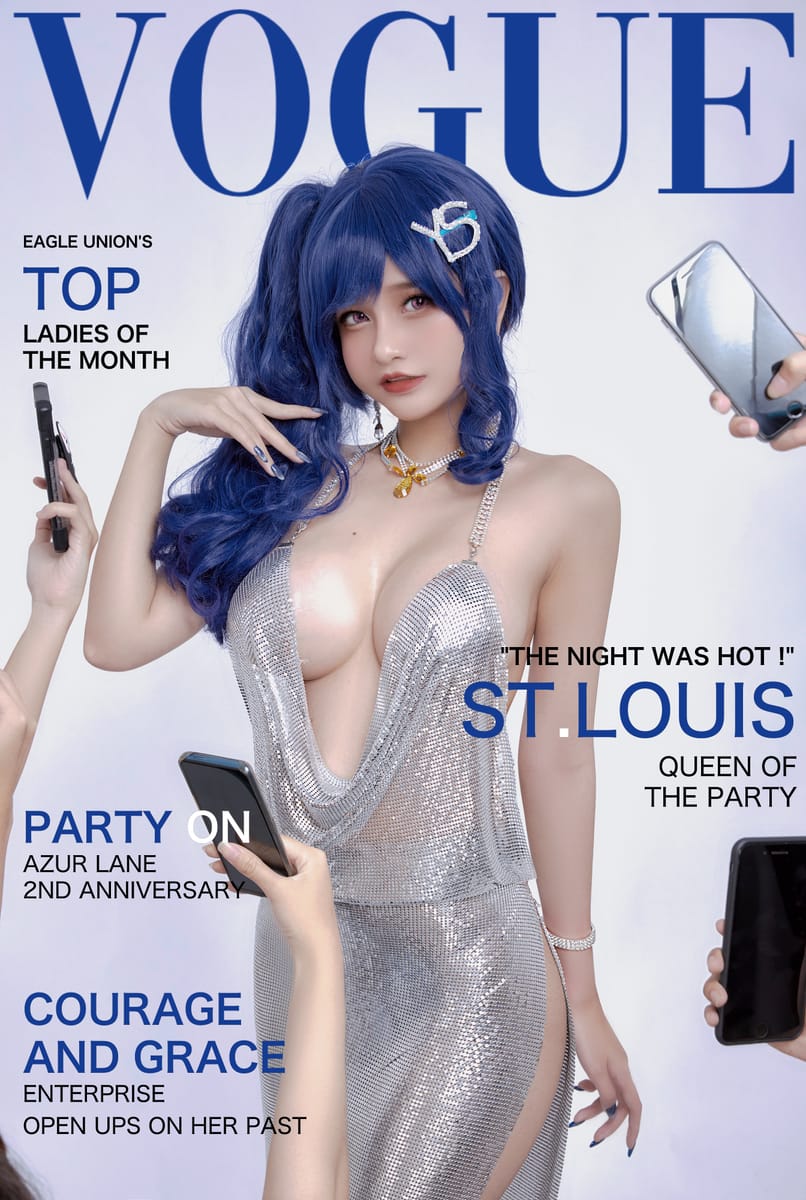 VOGUE
EAGLE UNION'S
TOP
LADIES OF
THE MONTH
"THE NIGHT WAS HOT !"
ST.LOUIS
QUEEN OF
THE PARTY
PARTY ON
AZUR LANE
2ND ANNIVERSARY
COURAGE
AND GRACE
ENTERPRISE
OPEN UPS ON HER PAST